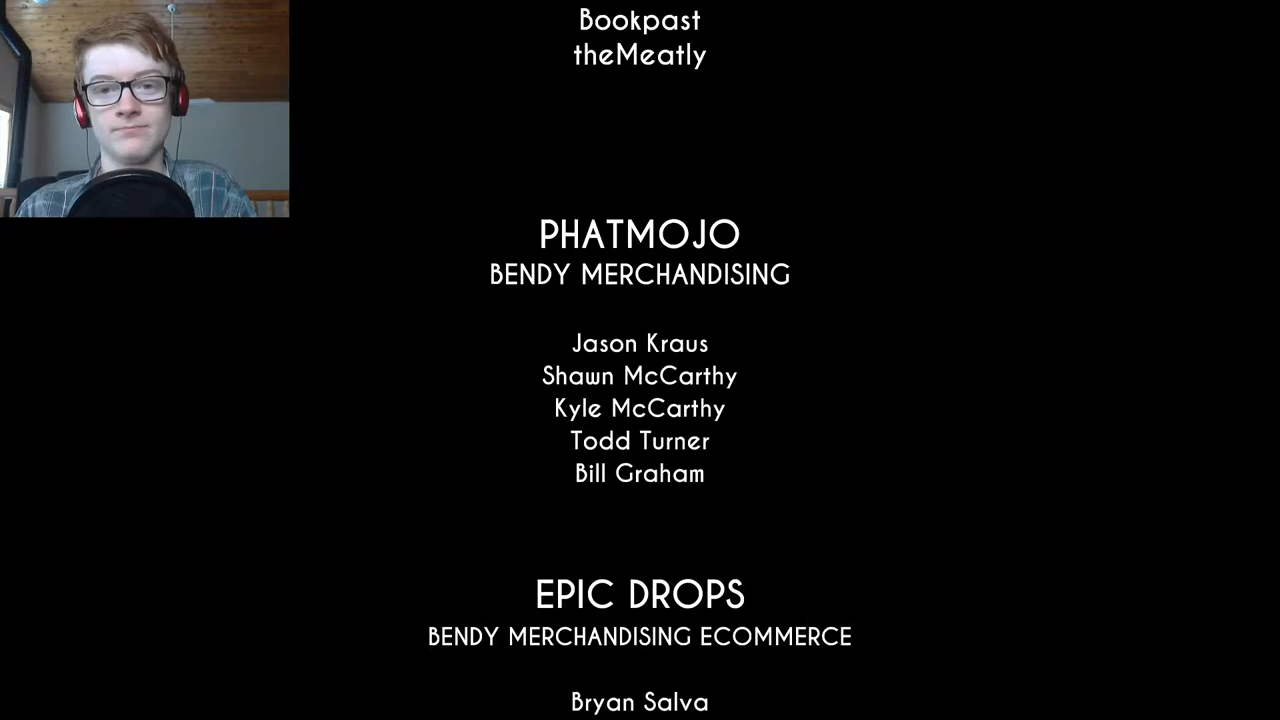 Bookpast
theMeatly
PHATMOJO
BENDY MERCHANDISING
Jason Kraus
Shawn McCarthy
Kyle McCarthy
Todd Turner
Bill Graham
EPIC DROPS
BENDY MERCHANDISING ECOMMERCE
Bryan Salva